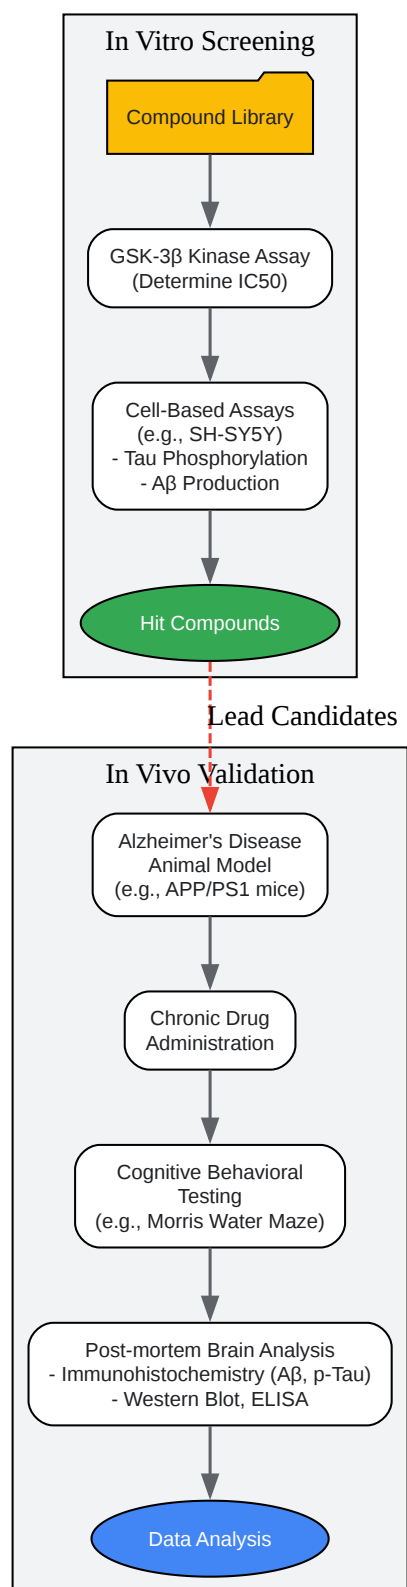 In Vitro Screening
Compound Library
GSK-3β Kinase Assay
(Determine IC50)
Cell-Based Assays
(e.g., SH-SY5Y)
- Tau Phosphorylation
- Aβ Production
Hit Compounds
Lead Candidates
In Vivo Validation
Alzheimer's Disease
Animal Model
(e.g., APP/PS1 mice)
Chronic Drug
Administration
Cognitive Behavioral
Testing
(e.g., Morris Water Maze)
Post-mortem Brain Analysis
- Immunohistochemistry (Aβ, p-Tau)
- Western Blot, ELISA
Data Analysis